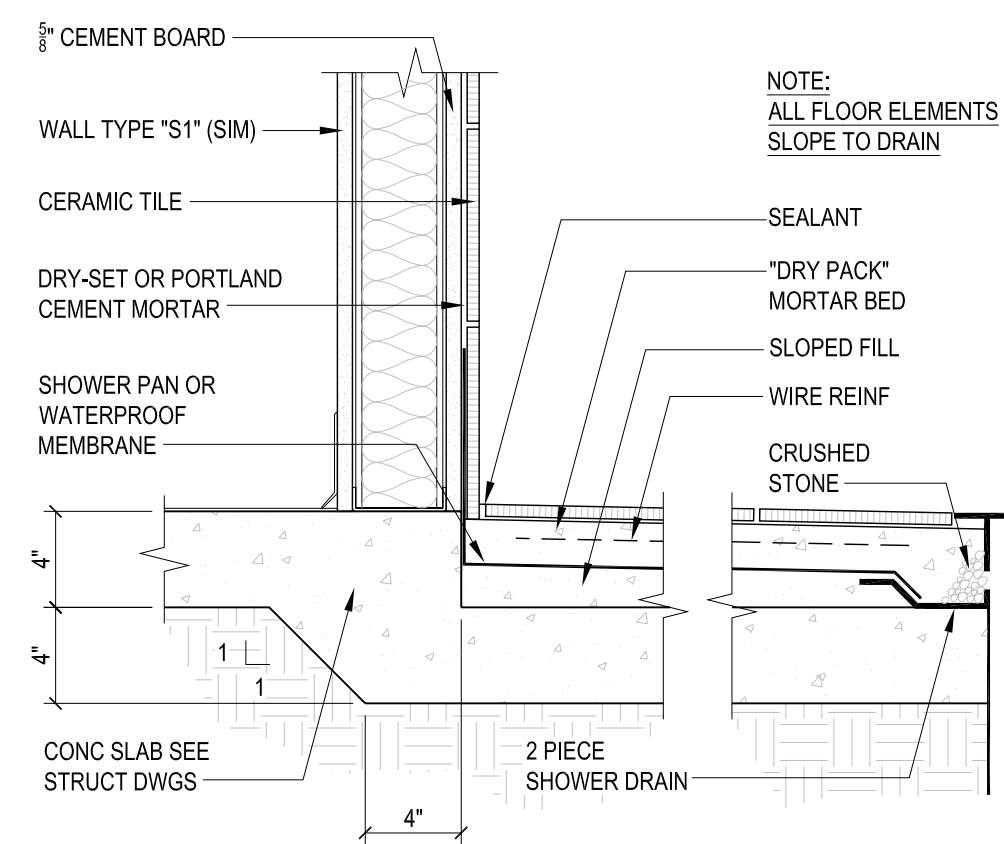 ⅝" CEMENT BOARD
WALL TYPE "S1" (SIM)
CERAMIC TILE
DRY-SET OR PORTLAND
CEMENT MORTAR
SHOWER PAN OR
WATERPROOF
MEMBRANE
NOTE:
ALL FLOOR ELEMENTS
SLOPE TO DRAIN
SEALANT
"DRY PACK"
MORTAR BED
SLOPED FILL
WIRE REINF
CRUSHED
STONE
4"
4"
1
1
CONC SLAB SEE
STRUCT DWGS
2 PIECE
SHOWER DRAIN
4"